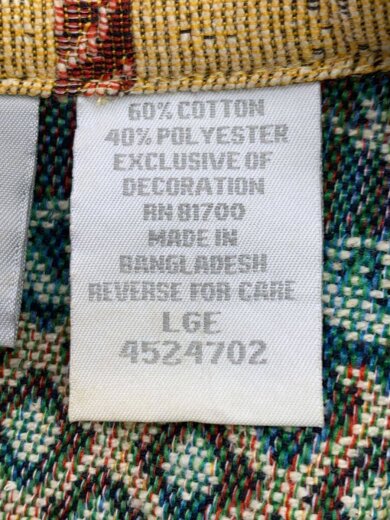 60% COTTON
40% POLYESTER
EXCLUSIVE OF
DECORATION
RN 81700
MADE IN
BANGLADESH
REVERSE FOR CARE
LGE
4524702